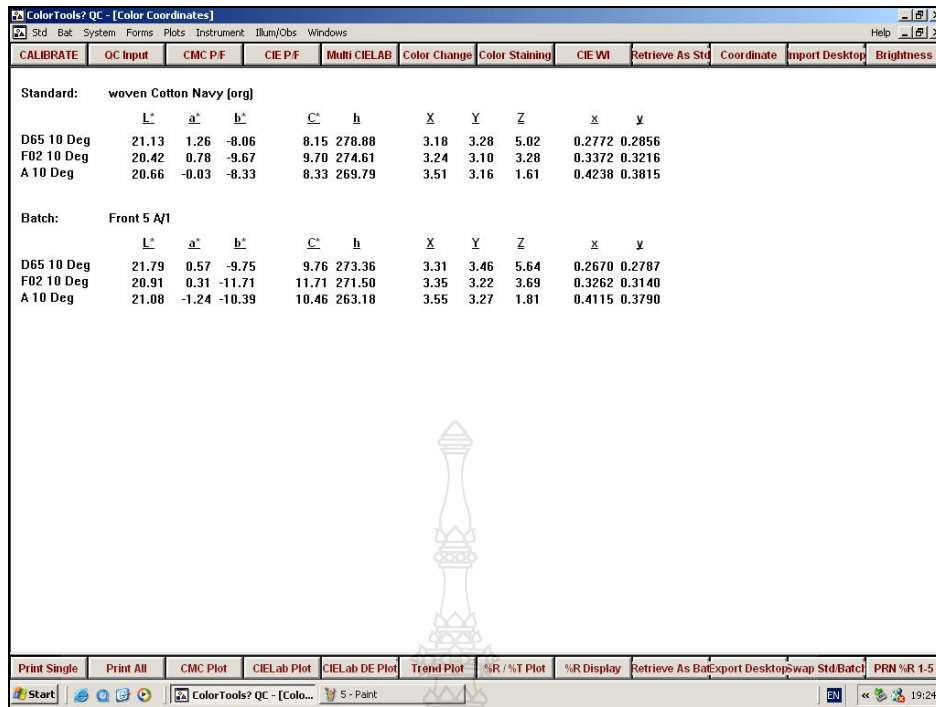 ColorTools? QC - [Color Coordinates]
Std Bat System Forms Plots Instrument Illum/Obs Windows Help
CALIBRATE QC Input CMC P/F CIE P/F Multi CIELAB Color Change Color Staining CIE WI Retrieve As Std Coordinate Import Desktop Brightness
Standard: woven Cotton Navy (org)
L* a* b* C* h X Y Z x y
D65 10 Deg 21.13 1.26 -8.06 8.15 278.88 3.18 3.28 5.02 0.2772 0.2856
F02 10 Deg 20.42 0.78 -9.67 9.70 274.61 3.24 3.10 3.28 0.3372 0.3216
A 10 Deg 20.66 -0.03 -8.33 8.33 269.79 3.51 3.16 1.61 0.4238 0.3815
Batch: Front 5 A/1
L* a* b* C* h X Y Z x y
D65 10 Deg 21.79 0.57 -9.75 9.76 273.36 3.31 3.46 5.64 0.2670 0.2787
F02 10 Deg 20.91 0.31 -11.71 11.71 271.50 3.35 3.22 3.69 0.3262 0.3140
A 10 Deg 21.08 -1.24 -10.39 10.46 263.18 3.55 3.27 1.81 0.4115 0.3790
Print Single Print All CMC Plot CIELab Plot CIELab DE Plot Trend Plot %R / %T Plot %R Display Retrieve As Bat Export Desktop Swap Std/Batch PRN %R 1-5
Start ColorTools? QC - [Colo... 5 - Paint EN « 19:24